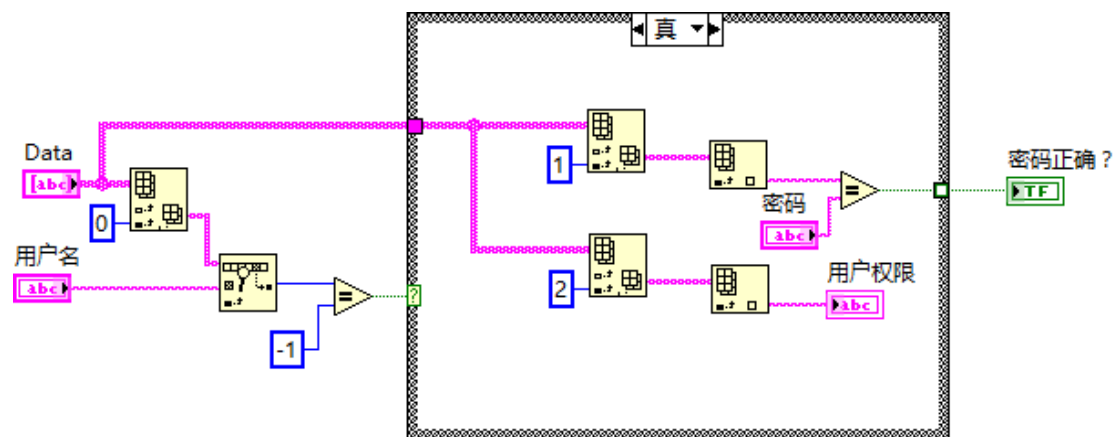 真
Data
[abc]
0
用户名
abc
-1
?
=
1
2
密码
abc
=
用户权限
abc
密码正确？
TF